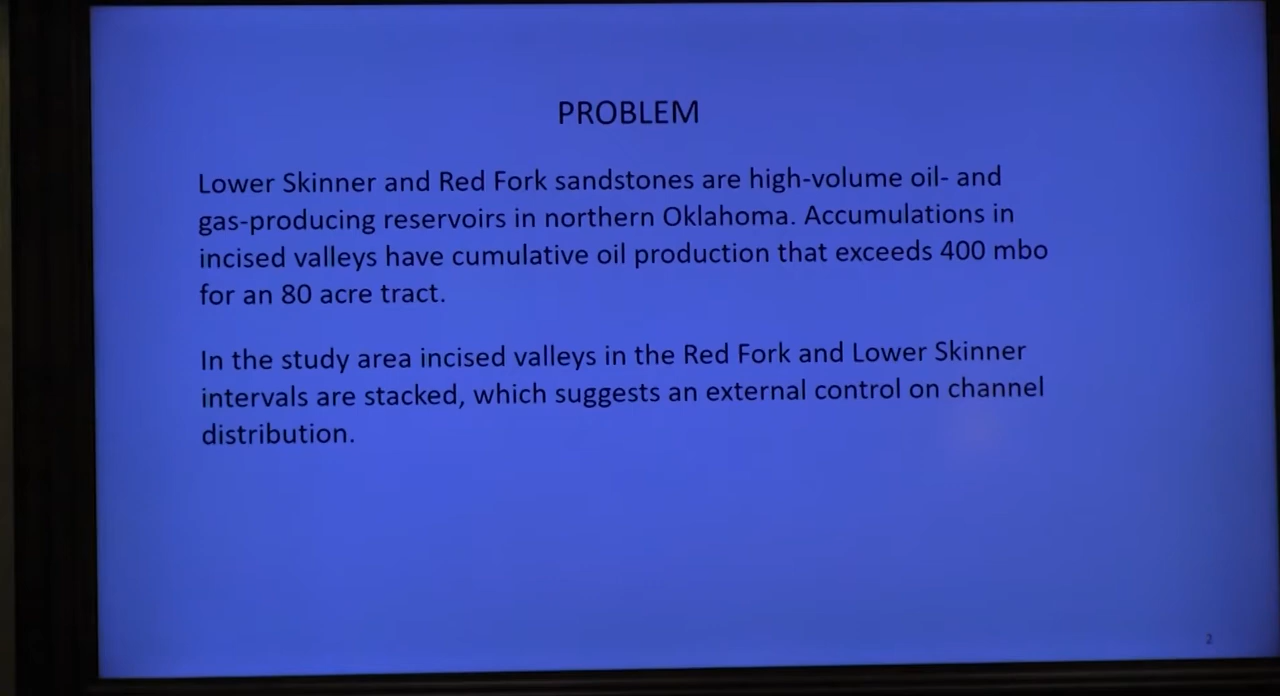 PROBLEM
Lower Skinner and Red Fork sandstones are high-volume oil- and
gas-producing reservoirs in northern Oklahoma. Accumulations in
incised valleys have cumulative oil production that exceeds 400 mbo
for an 80 acre tract.
In the study area incised valleys in the Red Fork and Lower Skinner
intervals are stacked, which suggests an external control on channel
distribution.
2